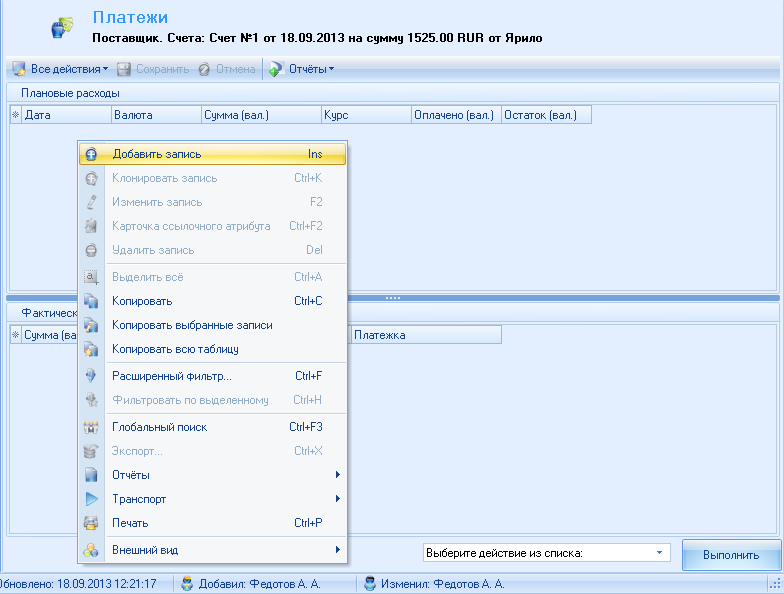 Платежи
Поставщик. Счета: Счет №1 от 18.09.2013 на сумму 1525.00 RUR от Ярило
Все действия Сохранить Отмена Отчёты
Плановые расходы
Дата Валюта Сумма (вал.) Курс Оплачено (вал.) Остаток (вал.)
Добавить запись Ins
Клонировать запись Ctrl+K
Изменить запись F2
Карточка ссылочного атрибута Ctrl+F2
Удалить запись Del
Выделить всё Ctrl+A
Копировать Ctrl+C
Фактическ
Копировать выбранные записи
Сумма (ва Платежка
Копировать всю таблицу
Расширенный фильтр... Ctrl+F
Фильтровать по выделенному Ctrl+H
Глобальный поиск Ctrl+F3
Экспорт... Ctrl+X
Отчёты
Транспорт
Печать Ctrl+P
Внешний вид
Выберите действие из списка: Выполнить
Обновлено: 18.09.2013 12:21:17 Добавил: Федотов А. А. Изменил: Федотов А. А.